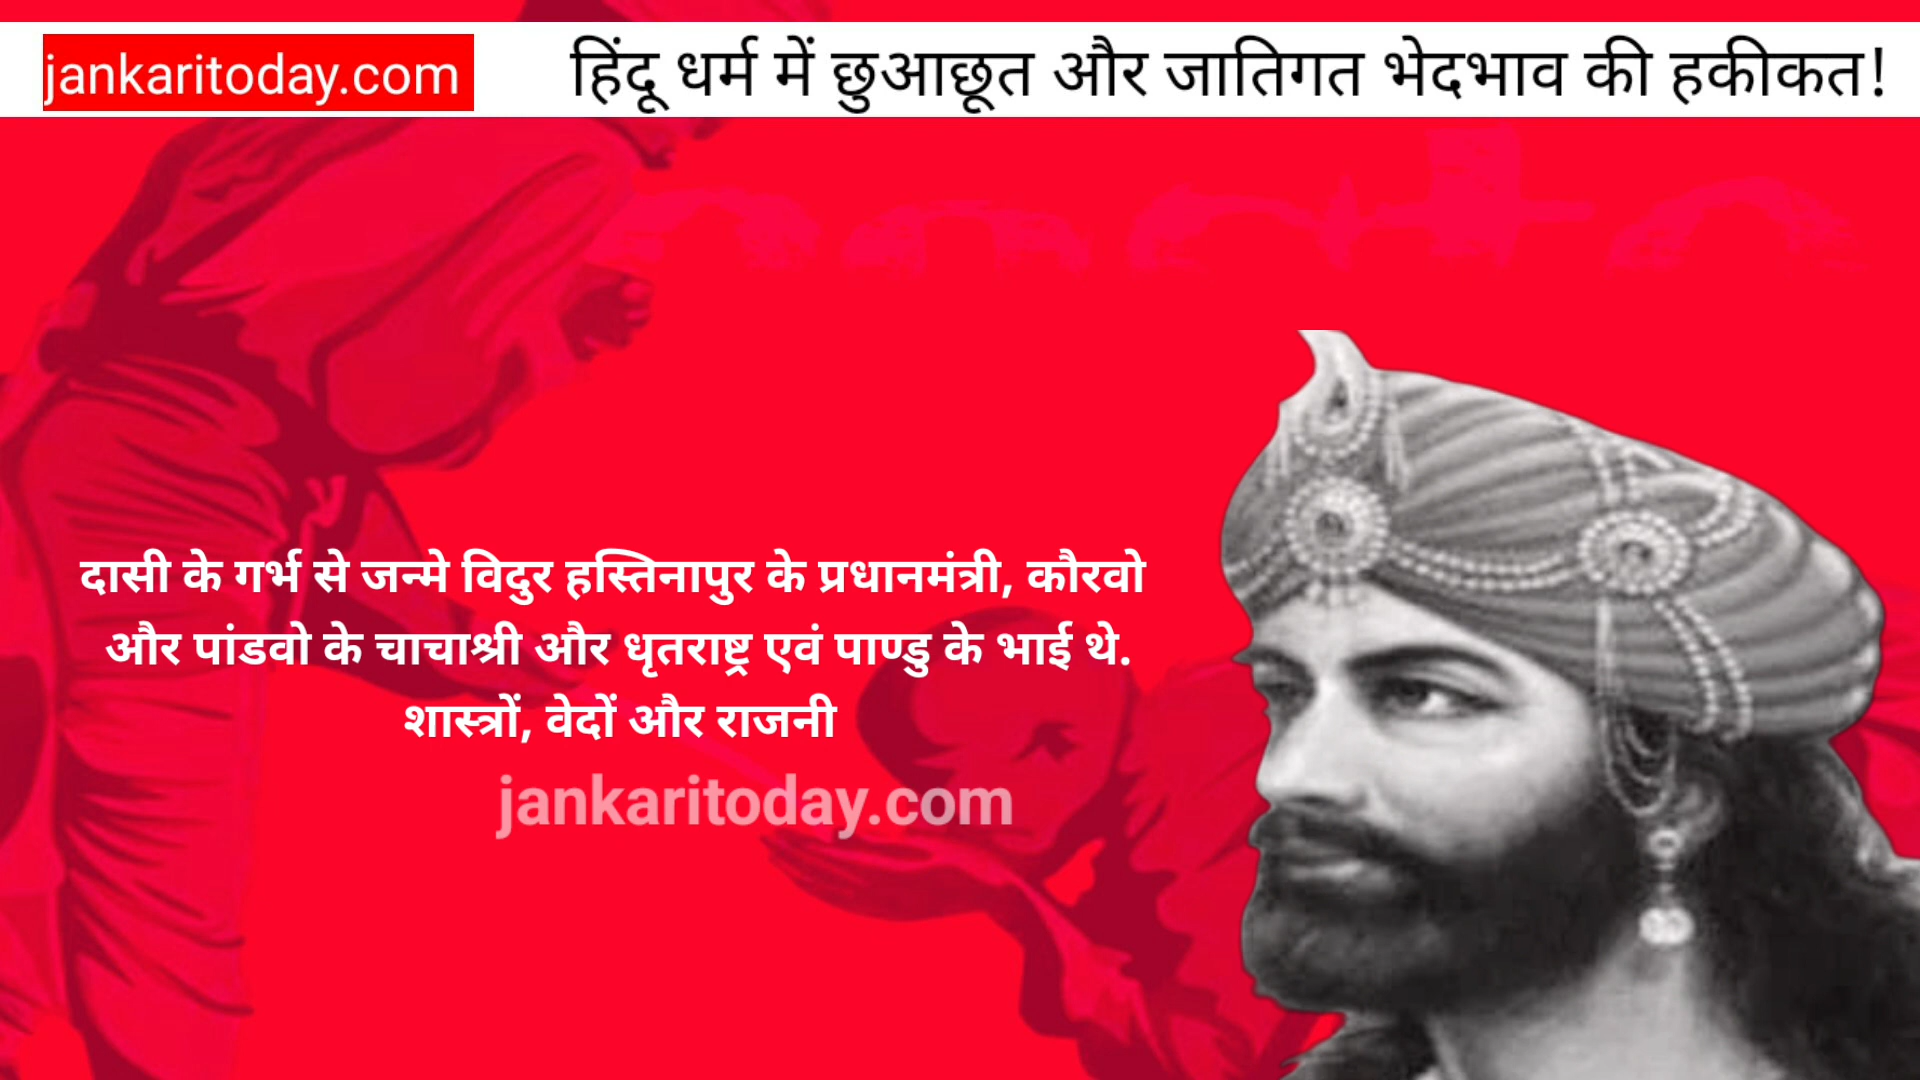 jankaritoday.com
हिंदू धर्म में छुआछूत और जातिगत भेदभाव की हकीकत!
दासी के गर्भ से जन्मे विदुर हस्तिनापुर के प्रधानमंत्री, कौरवो
और पांडवो के चाचाश्री और धृतराष्ट्र एवं पाण्डु के भाई थे.
शास्त्रों, वेदों और राजनी
jankaritoday.com